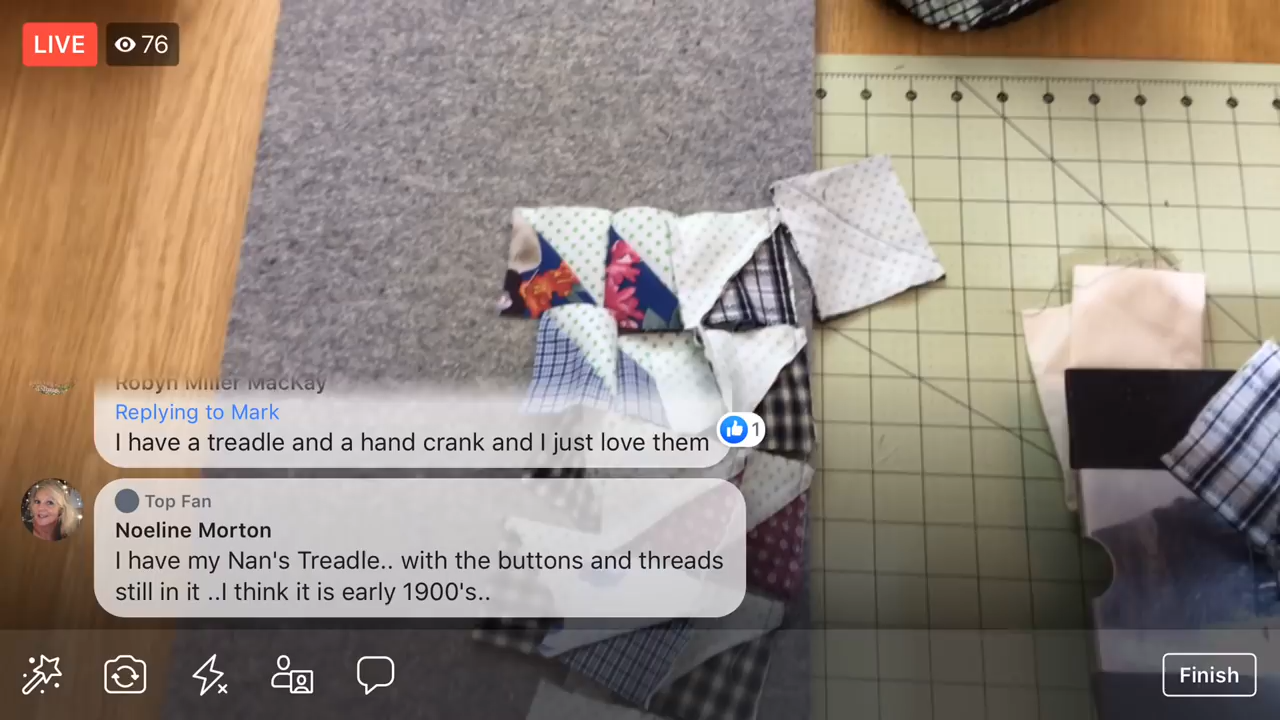 LIVE
76
Robyn Miller MacKay
Replying to Mark
I have a treadle and a hand crank and I just love them
1
Top Fan
Noeline Morton
I have my Nan's Treadle.. with the buttons and threads
still in it ..I think it is early 1900's..
Finish